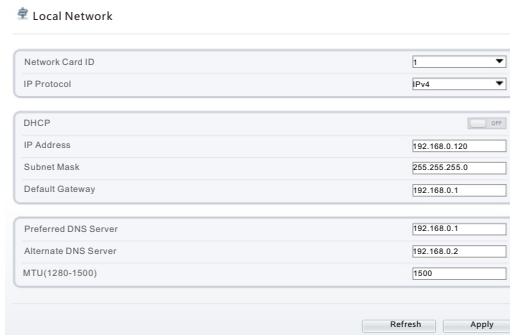 Local Network
Network Card ID 1
IP Protocol IPv4
DHCP OFF
IP Address 192.168.0.120
Subnet Mask 255.255.255.0
Default Gateway 192.168.0.1
Preferred DNS Server 192.168.0.1
Alternate DNS Server 192.168.0.2
MTU(1280-1500) 1500
Refresh Apply